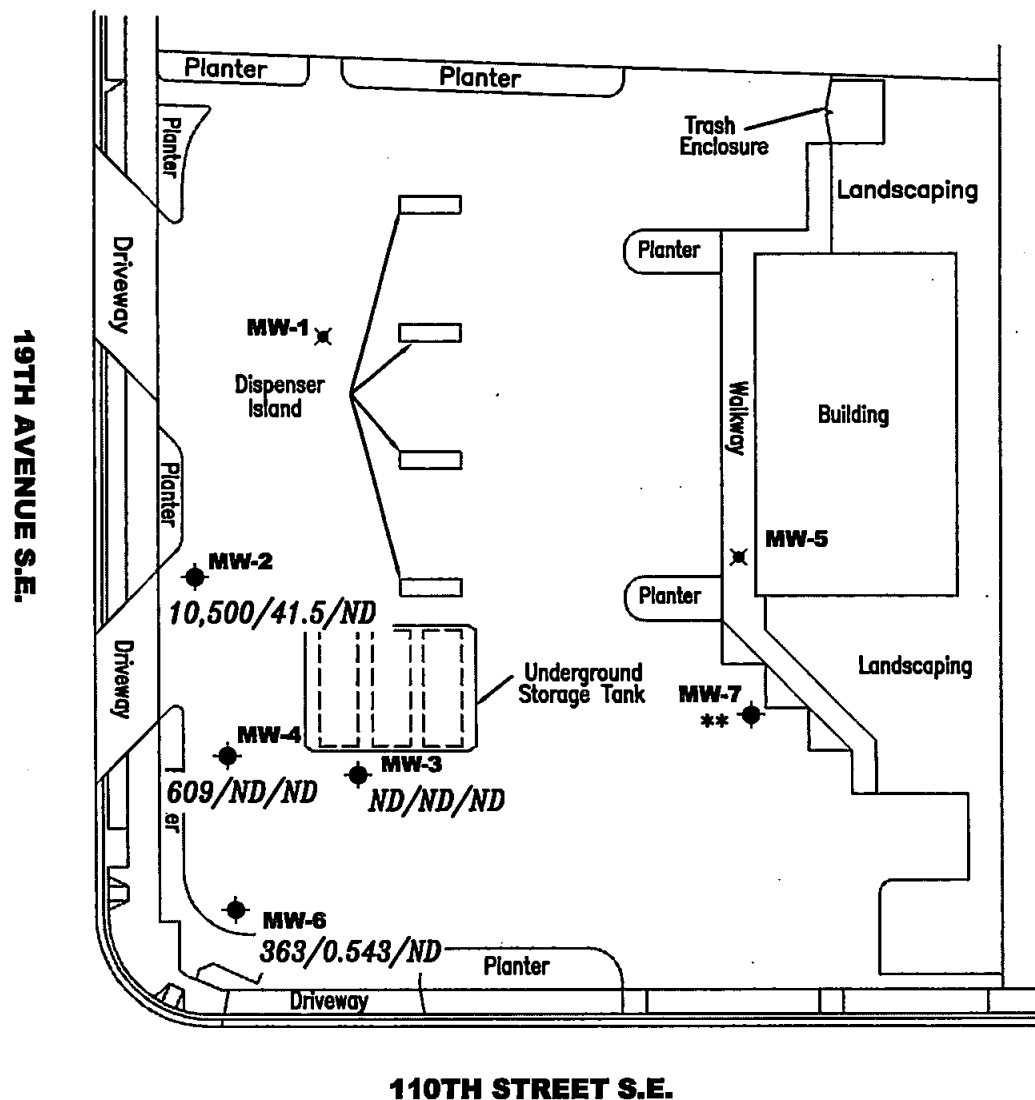 Planter
Planter
Planter
Trash
Enclosure
Landscaping
Driveway
Planter
MW-1
Dispenser
Island
19TH AVENUE S.E.
Walkway
Building
Planter
MW-5
MW-2
10,500/41.5/ND
Planter
Driveway
Underground
Storage Tank
Landscaping
MW-7
**
MW-4
609/ND/ND
MW-3
ND/ND/ND
er
MW-6
363/0.543/ND
Planter
Driveway
110TH STREET S.E.